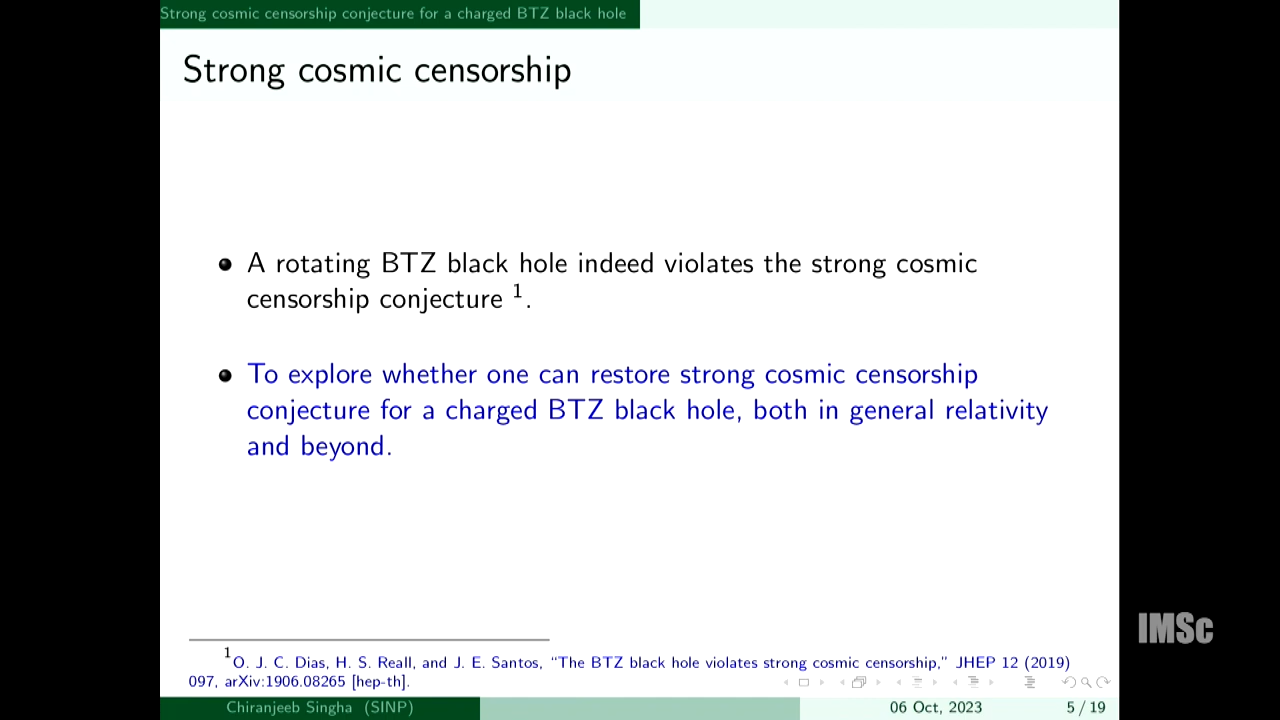 Strong cosmic censorship conjecture for a charged BTZ black hole
Strong cosmic censorship
A rotating BTZ black hole indeed violates the strong cosmic
censorship conjecture 1.
To explore whether one can restore strong cosmic censorship
conjecture for a charged BTZ black hole, both in general relativity
and beyond.
IMSc
1O. J. C. Dias, H. S. Reall, and J. E. Santos, “The BTZ black hole violates strong cosmic censorship,” JHEP 12 (2019)
097, arXiv:1906.08265 [hep-th].
Chiranjeeb Singha (SINP) 06 Oct, 2023 5 / 19